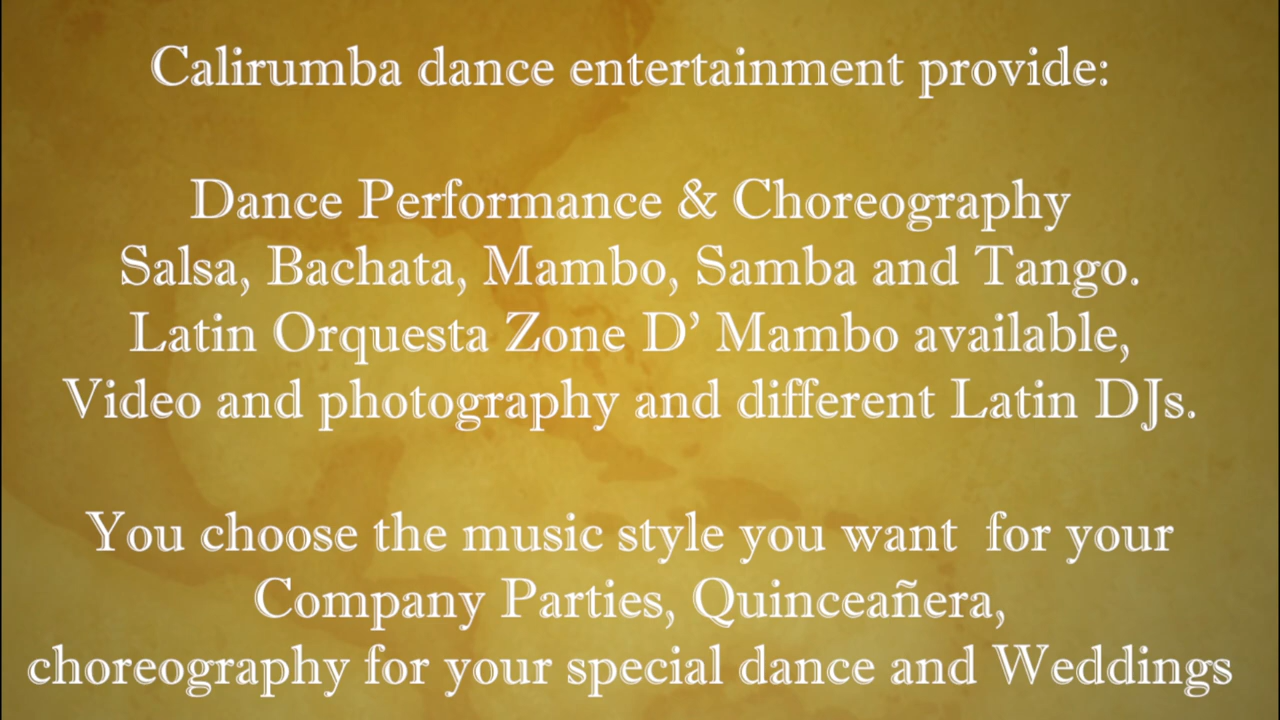 Calirumba dance entertainment provide:
Dance Performance & Choreography
Salsa, Bachata, Mambo, Samba and Tango.
Latin Orquesta Zone D’ Mambo available,
Video and photography and different Latin DJs.
You choose the music style you want  for your
Company Parties, Quinceañera,
choreography for your special dance and Weddings